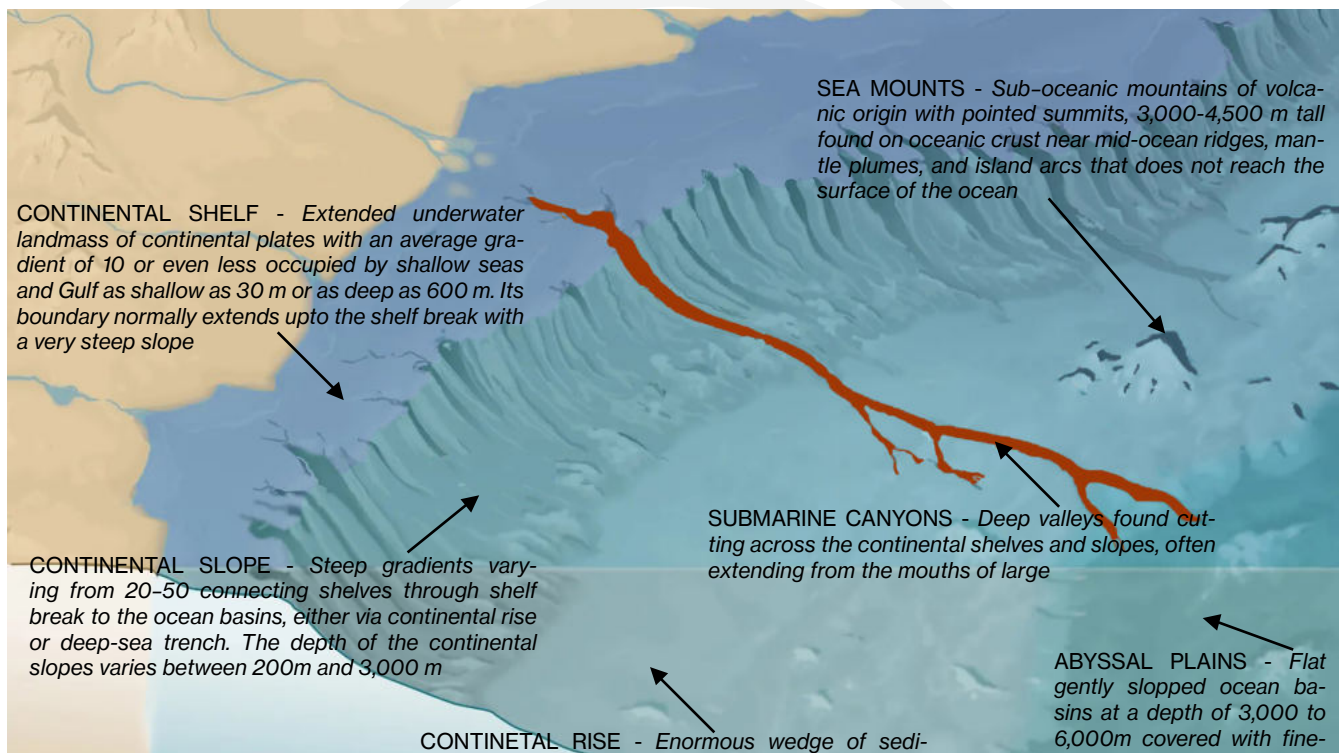 SEA MOUNTS - Sub-oceanic mountains of volca-
nic origin with pointed summits, 3,000-4,500 m tall
found on oceanic crust near mid-ocean ridges, man-
tle plumes, and island arcs that does not reach the
surface of the ocean
CONTINENTAL SHELF - Extended underwater
landmass of continental plates with an average gra-
dient of 10 or even less occupied by shallow seas
and Gulf as shallow as 30 m or as deep as 600 m. Its
boundary normally extends upto the shelf break with
a very steep slope
SUBMARINE CANYONS - Deep valleys found cut-
ting across the continental shelves and slopes, often
extending from the mouths of large
CONTINENTAL SLOPE - Steep gradients vary-
ing from 20-50 connecting shelves through shelf
break to the ocean basins, either via continental rise
or deep-sea trench. The depth of the continental
slopes varies between 200m and 3,000 m
ABYSSAL PLAINS - Flat
gently slopped ocean ba-
sins at a depth of 3,000 to
6,000m covered with fine-
CONTINETAL RISE - Enormous wedge of sedi-